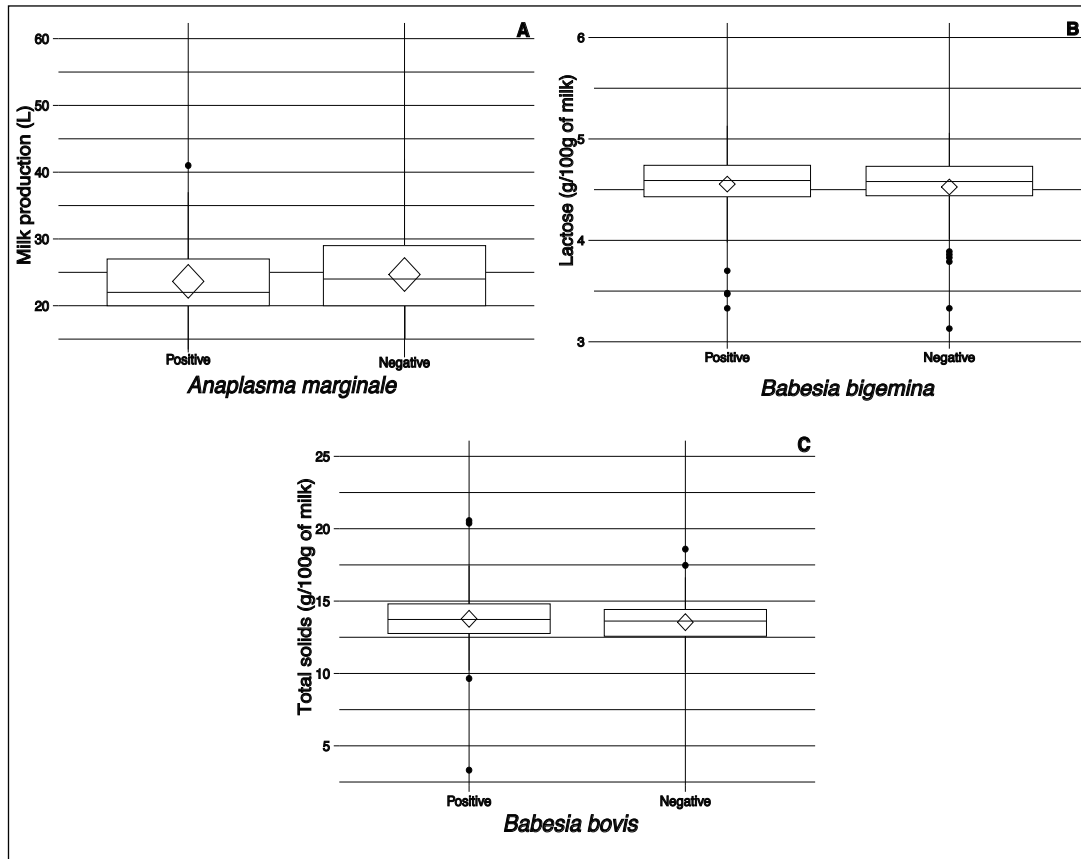 A
Milk production (L)
60
50
40
30
20
Positive
Negative
Anaplasma marginale
B
Lactose (g/100g of milk)
6
5
4
3
Positive
Negative
Babesia bigemina
C
Total solids (g/100g of milk)
25
20
15
10
5
Positive
Negative
Babesia bovis